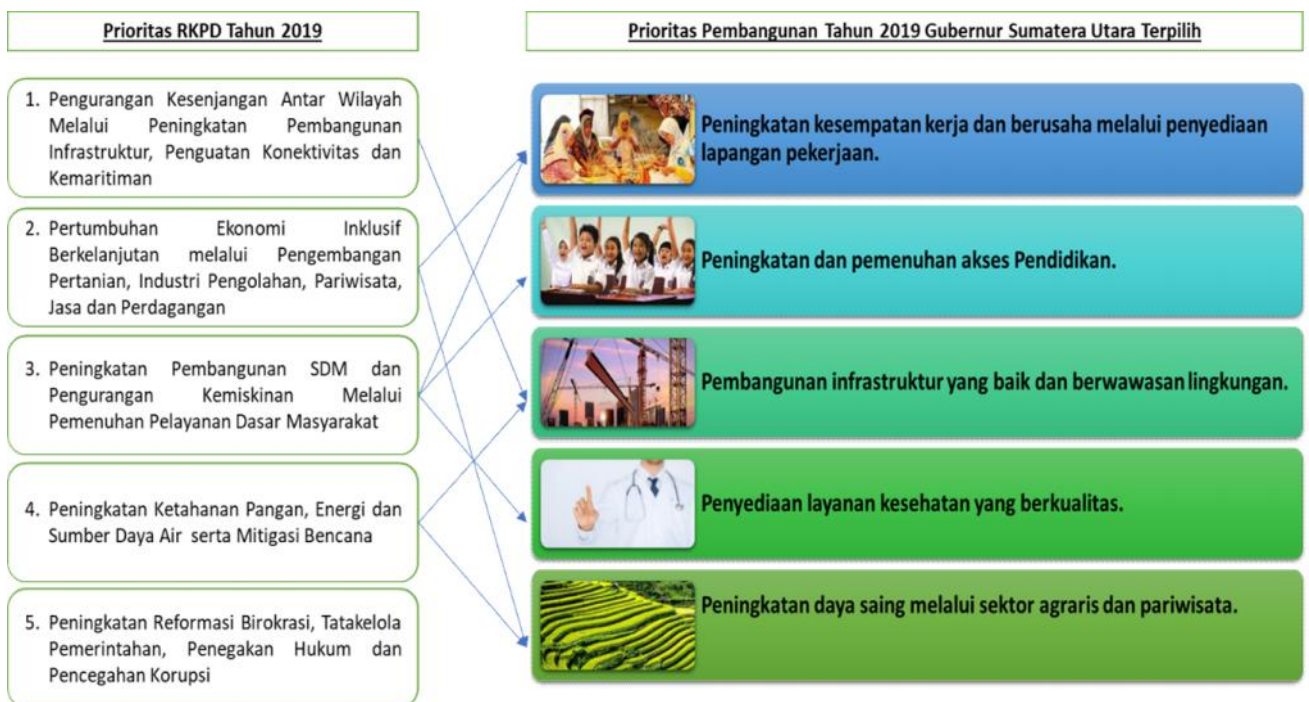 Prioritas RKPD Tahun 2019
Prioritas Pembangunan Tahun 2019 Gubernur Sumatera Utara Terpilih
1. Pengurangan Kesenjangan Antar Wilayah
Melalui Peningkatan Pembangunan
Infrastruktur, Penguatan Konektivitas dan
Kemaritiman
2. Pertumbuhan Ekonomi Inklusif
Berkelanjutan melalui Pengembangan
Pertanian, Industri Pengolahan, Pariwisata,
Jasa dan Perdagangan
3. Peningkatan Pembangunan SDM dan
Pengurangan Kemiskinan Melalui
Pemenuhan Pelayanan Dasar Masyarakat
4. Peningkatan Ketahanan Pangan, Energi dan
Sumber Daya Air serta Mitigasi Bencana
5. Peningkatan Reformasi Birokrasi, Tatakelola
Pemerintahan, Penegakan Hukum dan
Pencegahan Korupsi
Peningkatan kesempatan kerja dan berusaha melalui penyediaan
lapangan pekerjaan.
Peningkatan dan pemenuhan akses Pendidikan.
Pembangunan infrastruktur yang baik dan berwawasan lingkungan.
Penyediaan layanan kesehatan yang berkualitas.
Peningkatan daya saing melalui sektor agraris dan pariwisata.